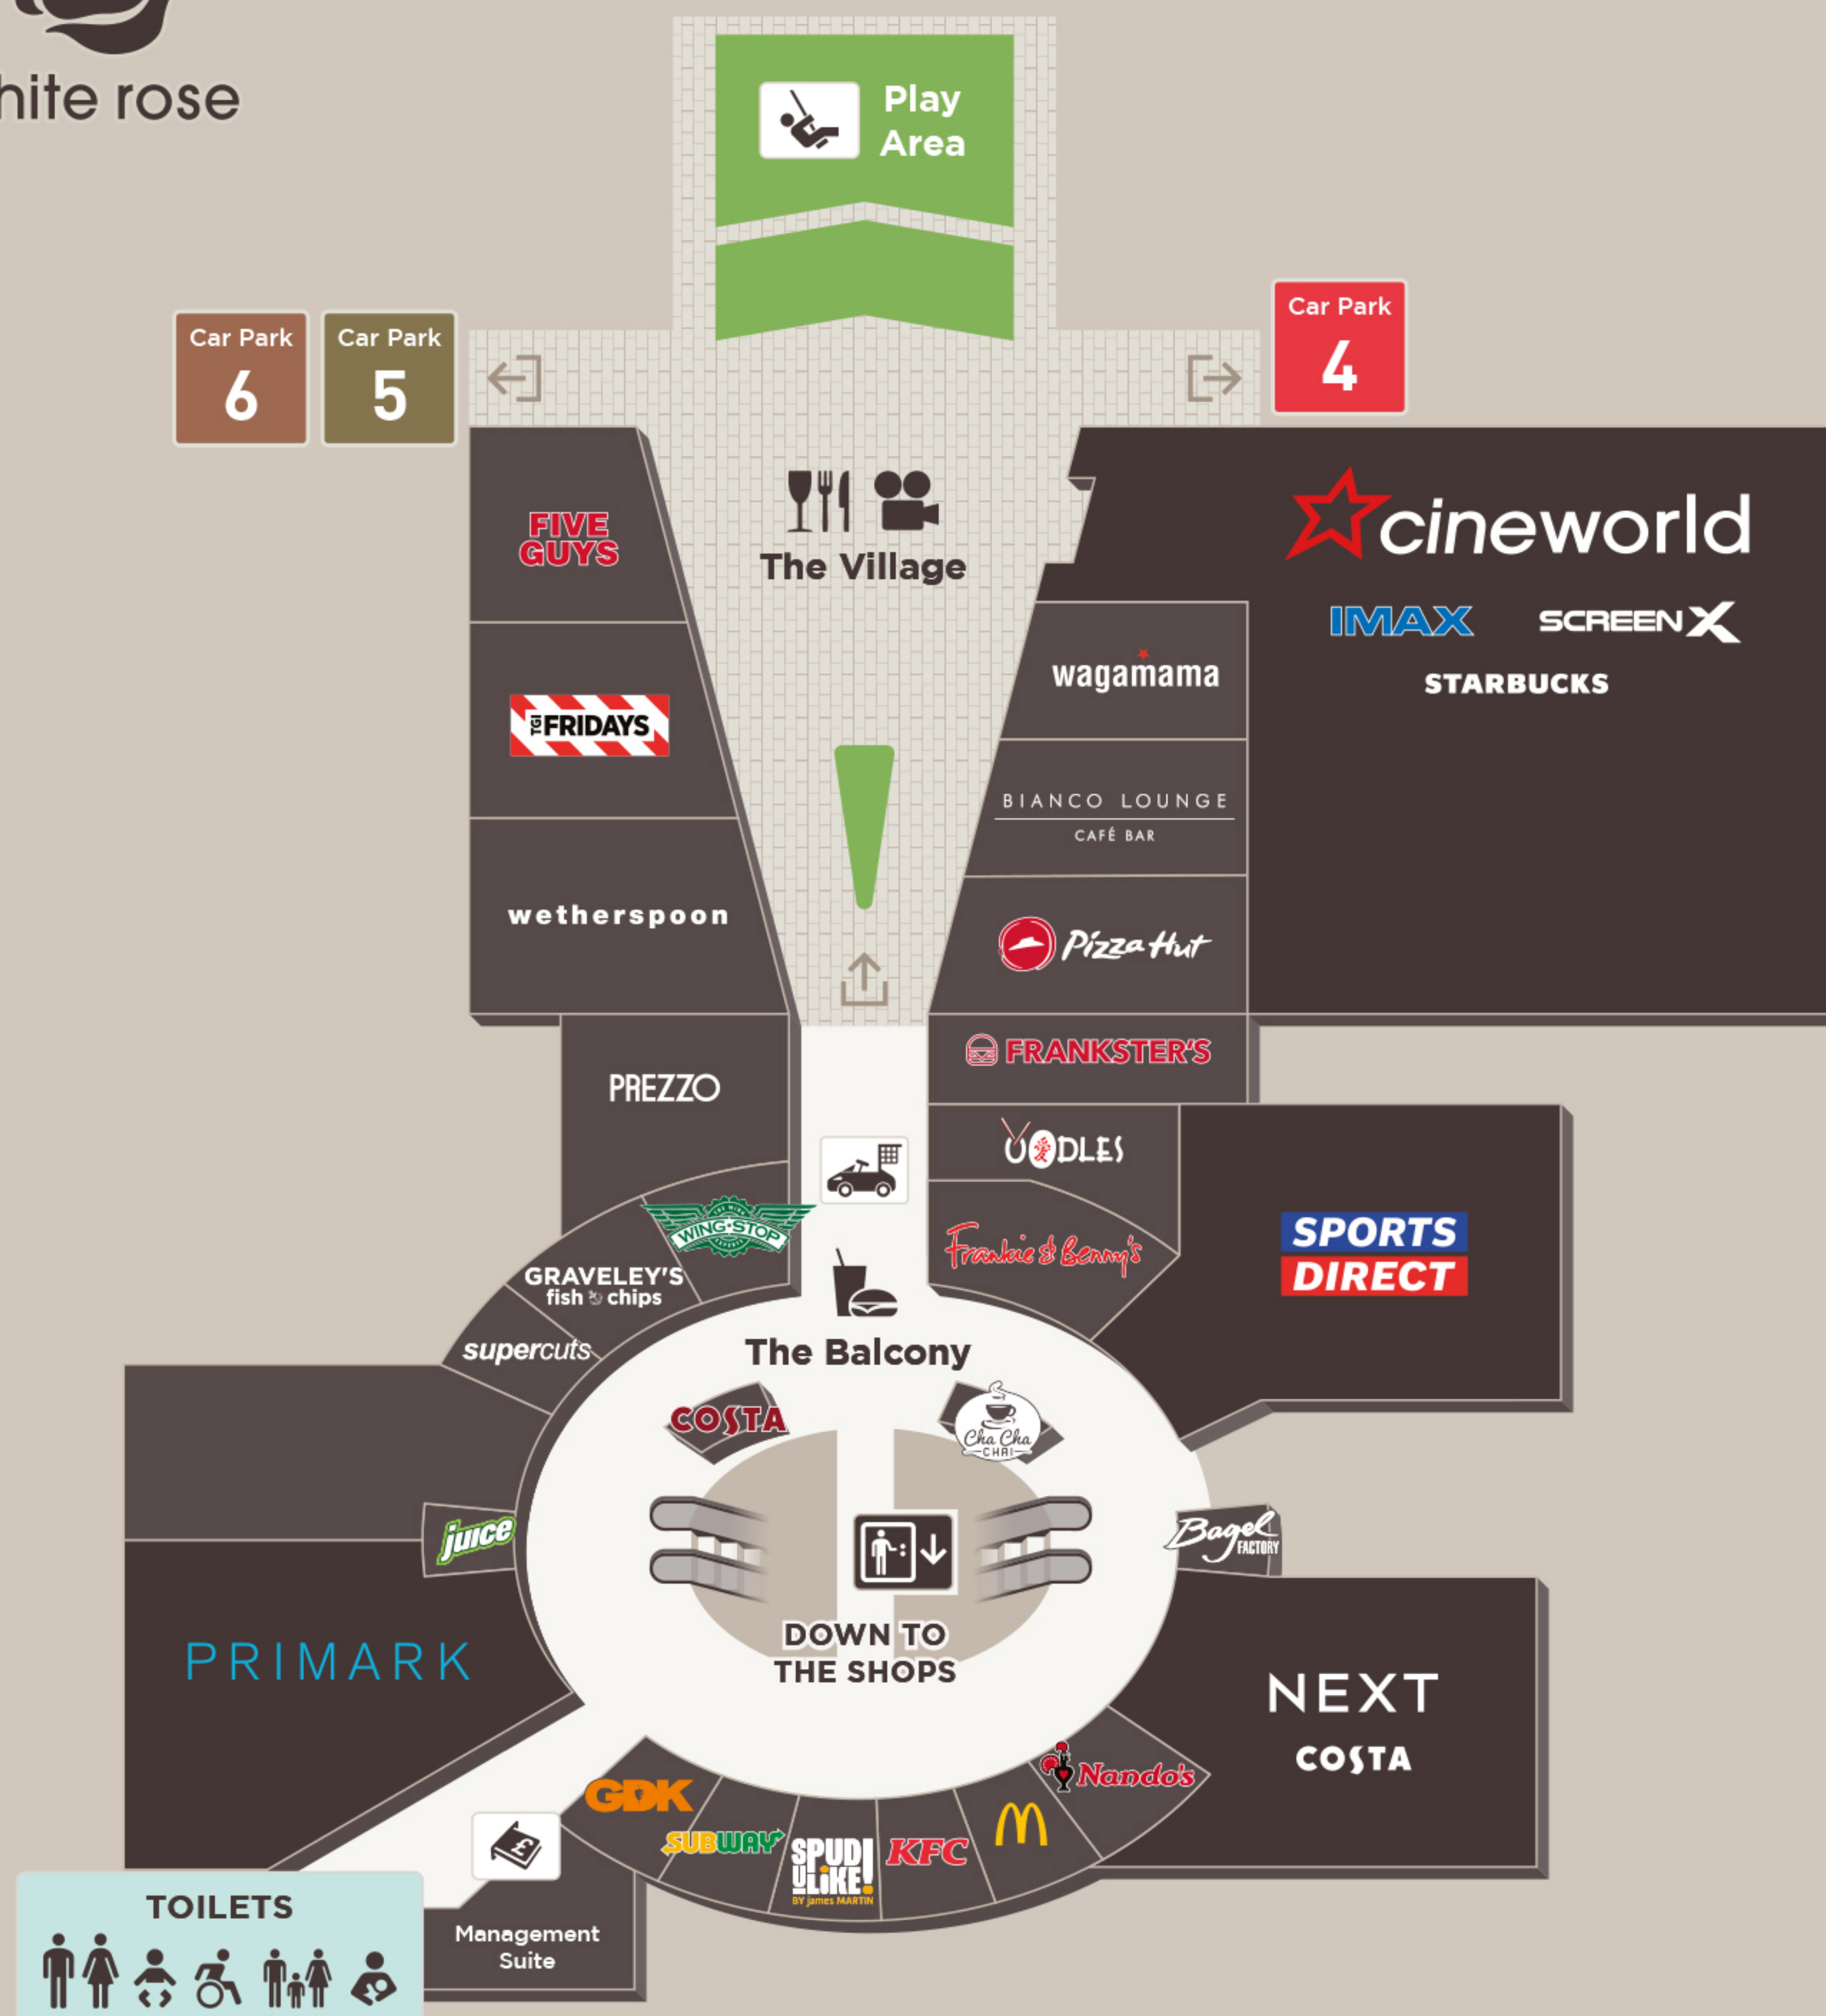 hite rose
Play
Area
Car Park
6
Car Park
5
Car Park
4
FIVE
GUYS
The Village
cineworld
IMAX
SCREENX
STARBUCKS
wagamama
TGI FRIDAYS
BIANCO LOUNGE
CAFÉ BAR
wetherspoon
Pizza Hut
FRANKSTER'S
PREZZO
OODLES
WING·STOP
Frankie & Benny's
SPORTS
DIRECT
GRAVELEY'S
fish & chips
supercuts
The Balcony
COSTA
Cha Cha
CHAI
juice
Bagel
FACTORY
DOWN TO
THE SHOPS
PRIMARK
NEXT
COSTA
Nando's
GDK
SUBWAY
SPUD
ULIKE!
BY james MARTIN
KFC
M
£
Management
Suite
TOILETS